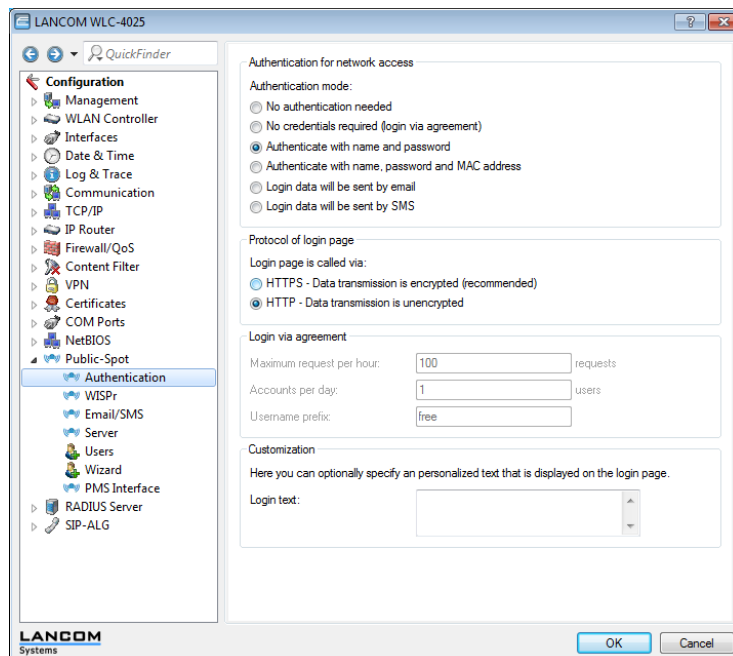 LANCOM WLC-4025
QuickFinder
Configuration
Management
WLAN Controller
Interfaces
Date & Time
Log & Trace
Communication
TCP/IP
IP Router
Firewall/QoS
Content Filter
VPN
Certificates
COM Ports
NetBIOS
Public-Spot
Authentication
WISPr
Email/SMS
Server
Users
Wizard
PMS Interface
RADIUS Server
SIP-ALG
Authentication for network access
Authentication mode:
No authentication needed
No credentials required (login via agreement)
Authenticate with name and password
Authenticate with name, password and MAC address
Login data will be sent by email
Login data will be sent by SMS
Protocol of login page
Login page is called via:
HTTPS - Data transmission is encrypted (recommended)
HTTP - Data transmission is unencrypted
Login via agreement
Maximum request per hour: 100 requests
Accounts per day: 1 users
Username prefix: free
Customization
Here you can optionally specify an personalized text that is displayed on the login page.
Login text:
LANCOM
Systems
OK Cancel